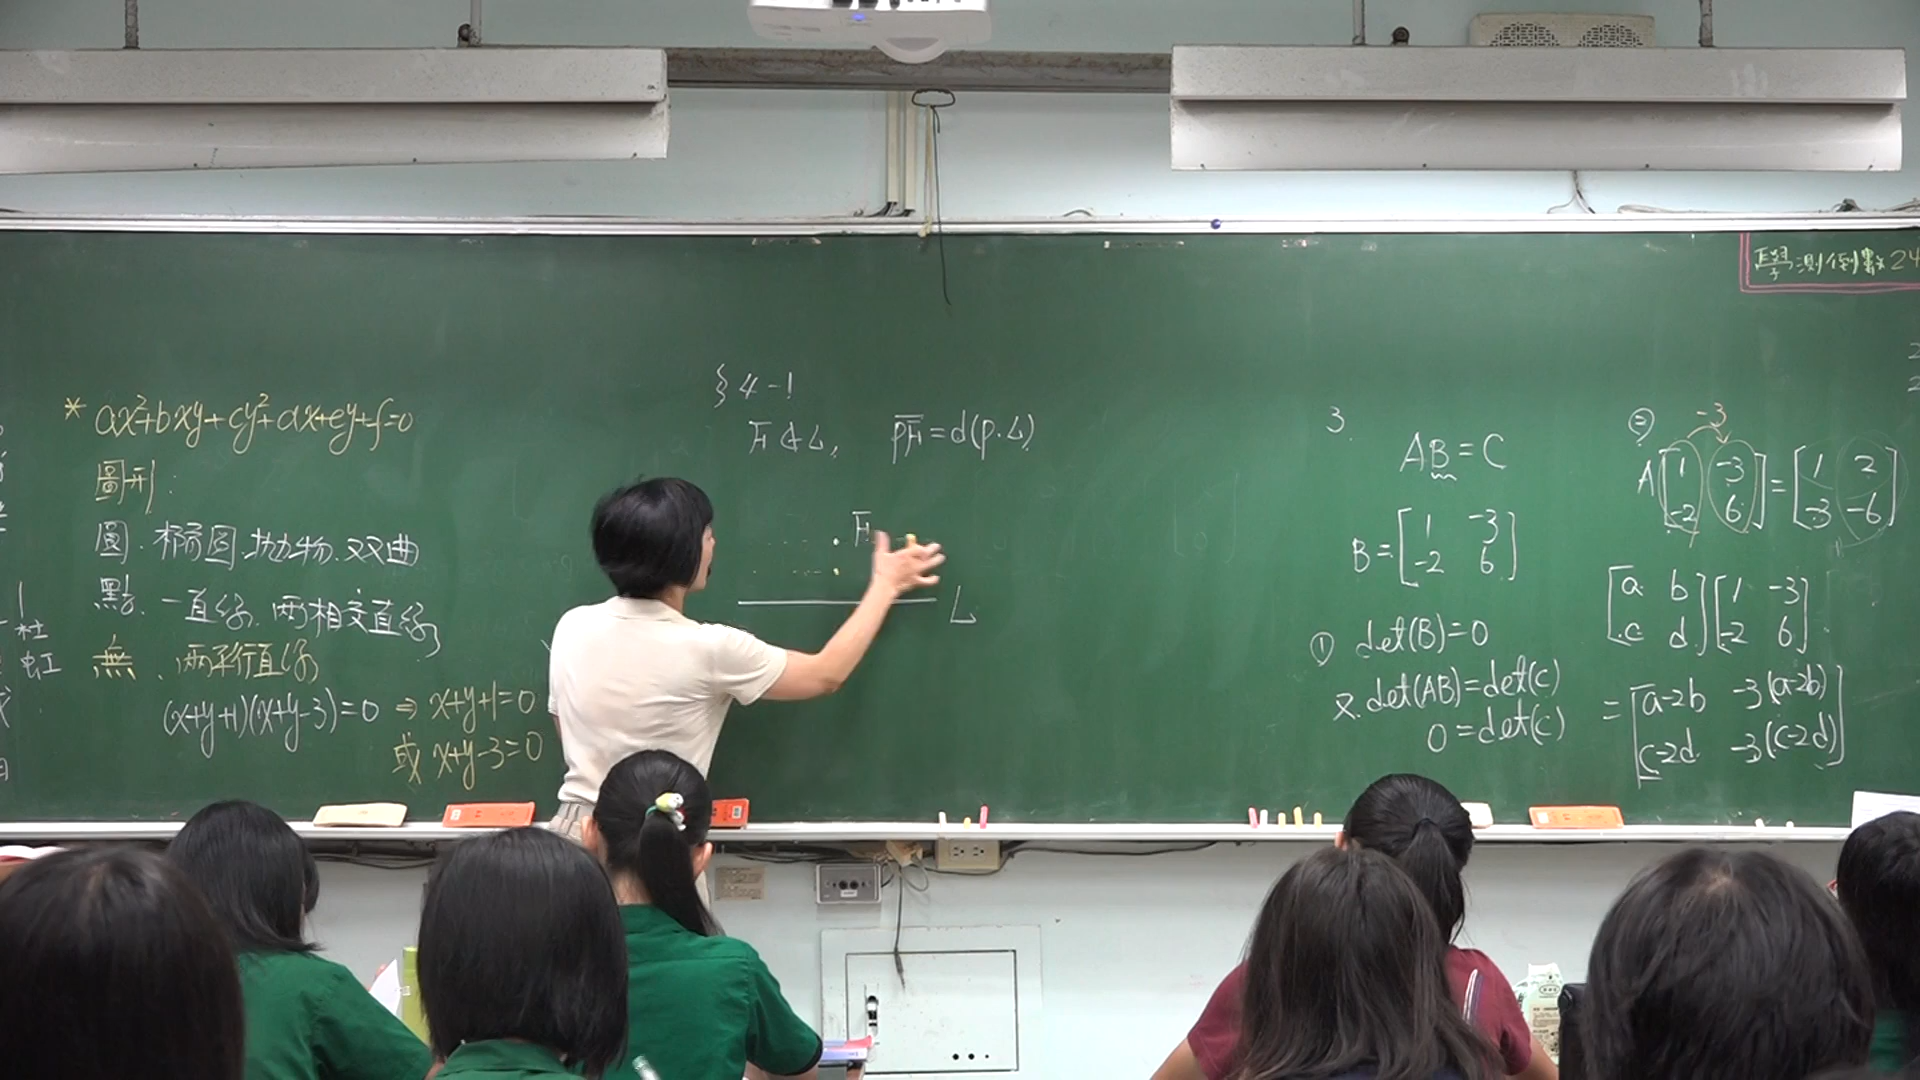 學測倒數24
* ax²+bxy+cy²+dx+ey+f=0
圖形:
圓.橢圓.拋物.双曲
點.一直線.兩相交直線
無.兩平行直線
(x+y+1)(x+y-3)=0 ⇒ x+y+1=0
或 x+y-3=0
§4-1
F∉L, PF=d(P.L)
F
L
3.
AB=C
B=[1 -3
-2 6]
① det(B)=0
又.det(AB)=det(C)
0=det(C)
② -3
A[1 -3
-2 6]=[1 2
-3 -6]
[a b
c d][1 -3
-2 6]
=[a-2b -3(a-2b)
c-2d -3(c-2d)]